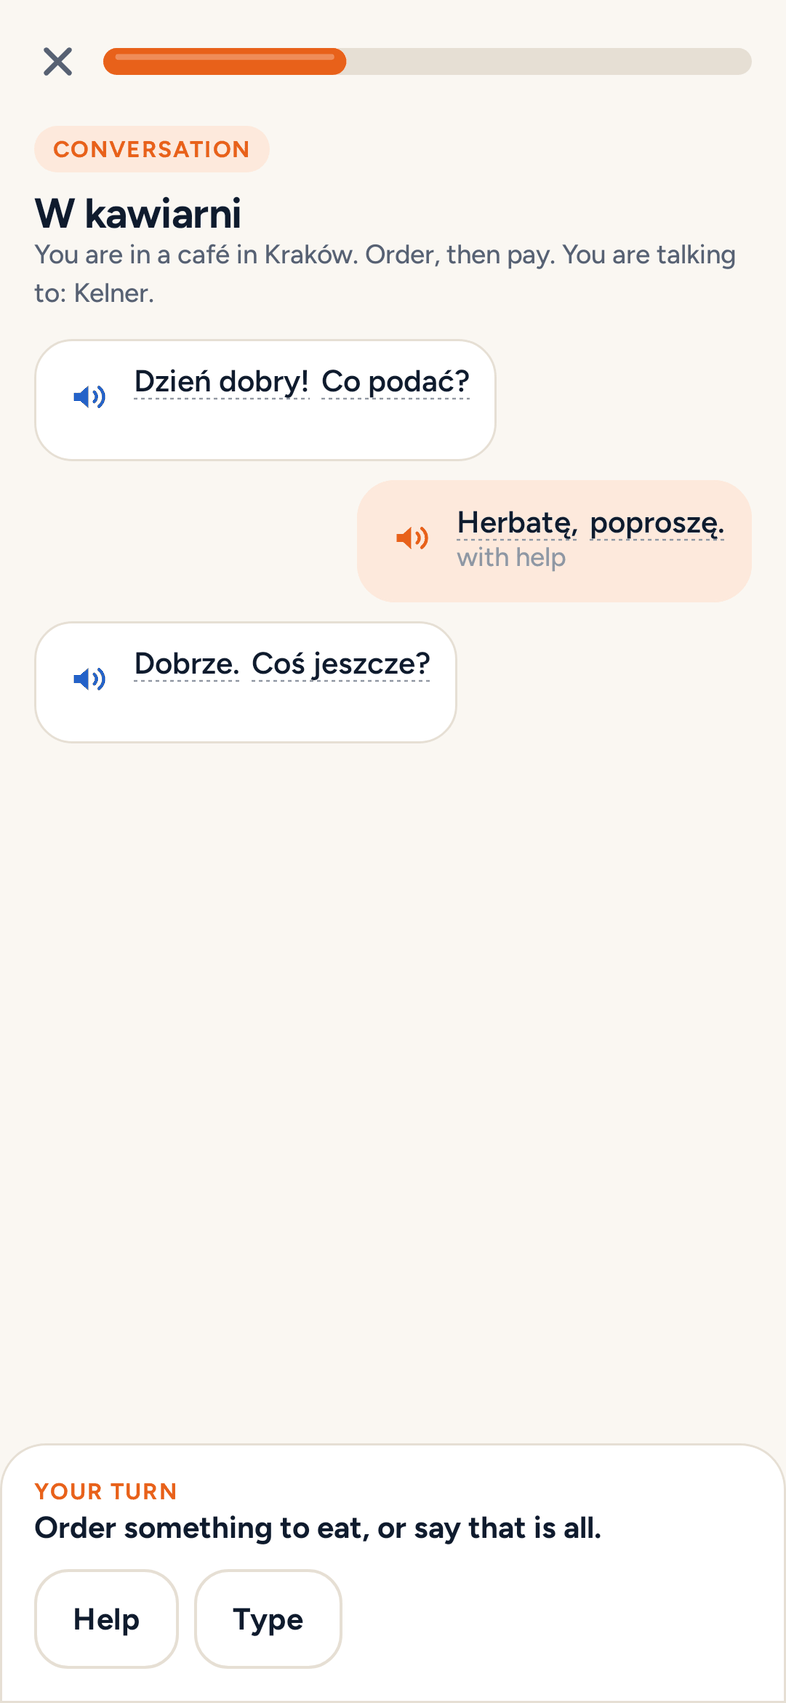 CONVERSATION
W kawiarni
You are in a café in Kraków. Order, then pay. You are talking
to: Kelner.
Dzień dobry! Co podać?
Herbatę, poproszę.
with help
Dobrze. Coś jeszcze?
YOUR TURN
Order something to eat, or say that is all.
Help Type